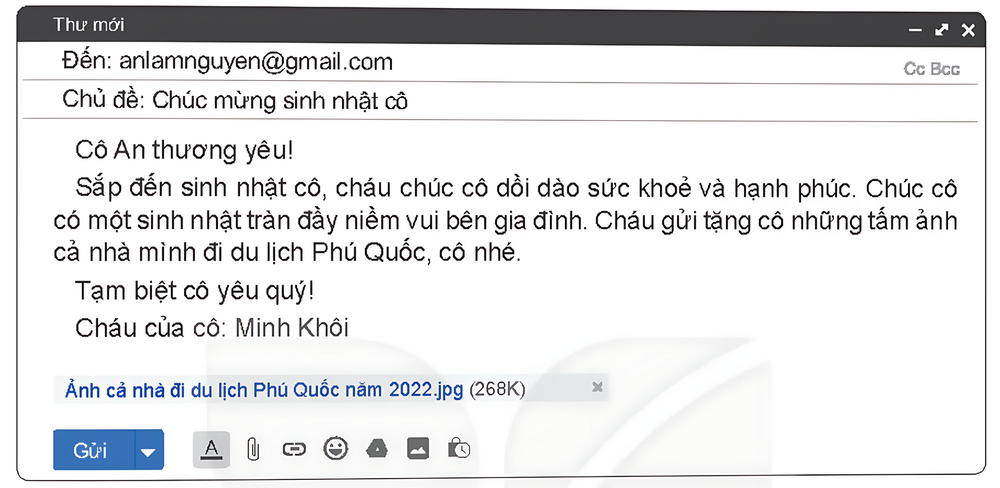 Thư mới
Đến: anlamnguyen@gmail.com
Cc Bcc
Chủ đề: Chúc mừng sinh nhật cô
Cô An thương yêu!
Sắp đến sinh nhật cô, cháu chúc cô dồi dào sức khoẻ và hạnh phúc. Chúc cô
có một sinh nhật tràn đầy niềm vui bên gia đình. Cháu gửi tặng cô những tấm ảnh
cả nhà mình đi du lịch Phú Quốc, cô nhé.
Tạm biệt cô yêu quý!
Cháu của cô: Minh Khôi
Ảnh cả nhà đi du lịch Phú Quốc năm 2022.jpg (268K)
Gửi
A